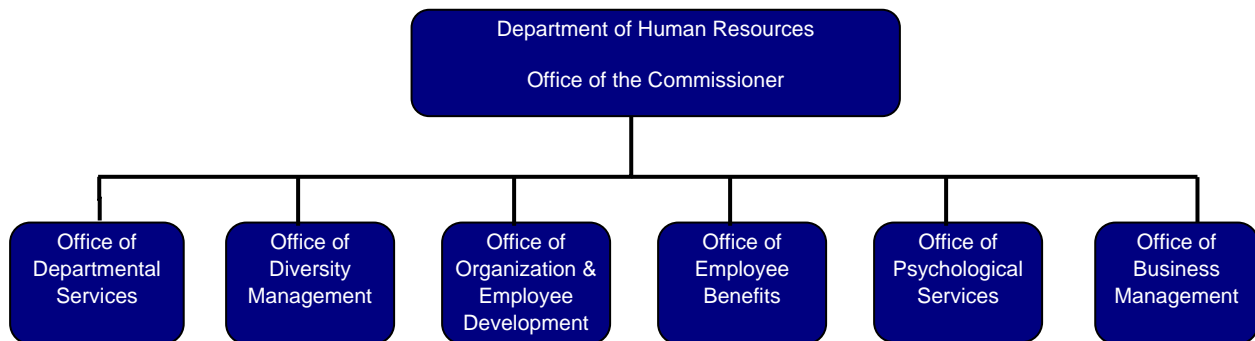 Department of Human Resources
Office of the Commissioner
Office of
Departmental
Services
Office of
Diversity
Management
Office of
Organization &
Employee
Development
Office of
Employee
Benefits
Office of
Psychological
Services
Office of
Business
Management